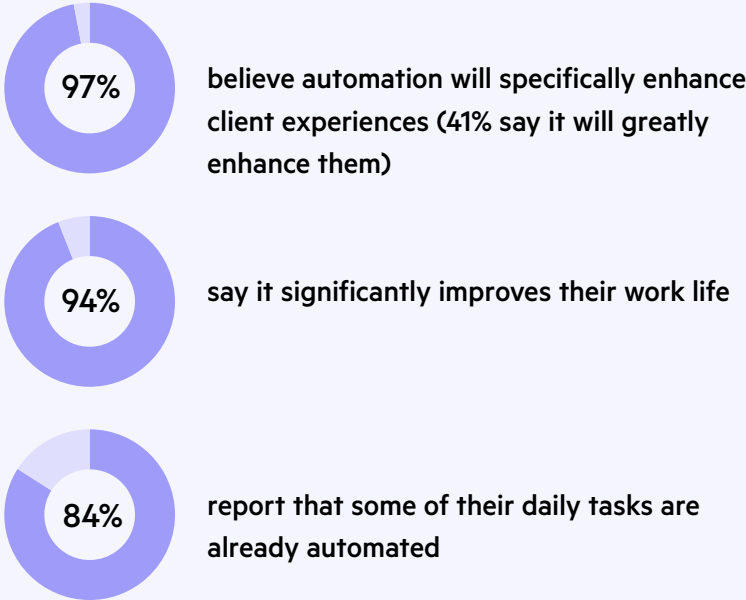 97%
believe automation will specifically enhance
client experiences (41% say it will greatly
enhance them)
94%
say it significantly improves their work life
84%
report that some of their daily tasks are
already automated